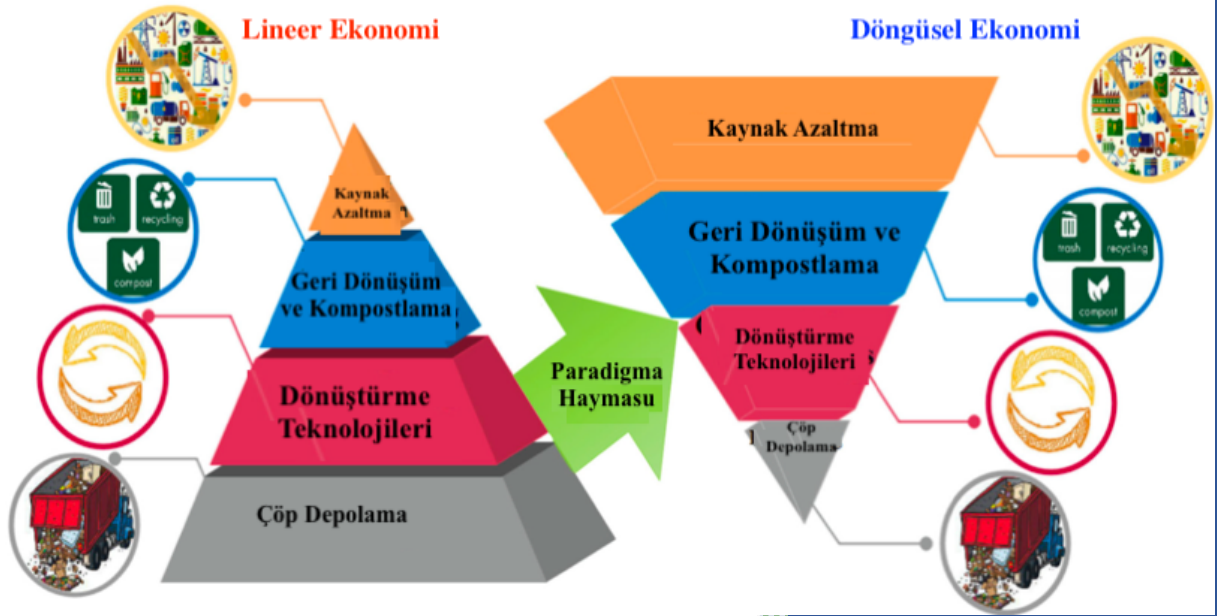 Lineer Ekonomi
Döngüsel Ekonomi
Kaynak
Azaltma
trash
recycling
compost
Geri Dönüşüm
ve Kompostlama
Dönüştürme
Teknolojileri
Çöp Depolama
Paradigma
Haymasu
Kaynak Azaltma
Geri Dönüşüm ve
Kompostlama
trash
recycling
compost
Dönüştürme
Teknolojileri
Çöp
Depolama